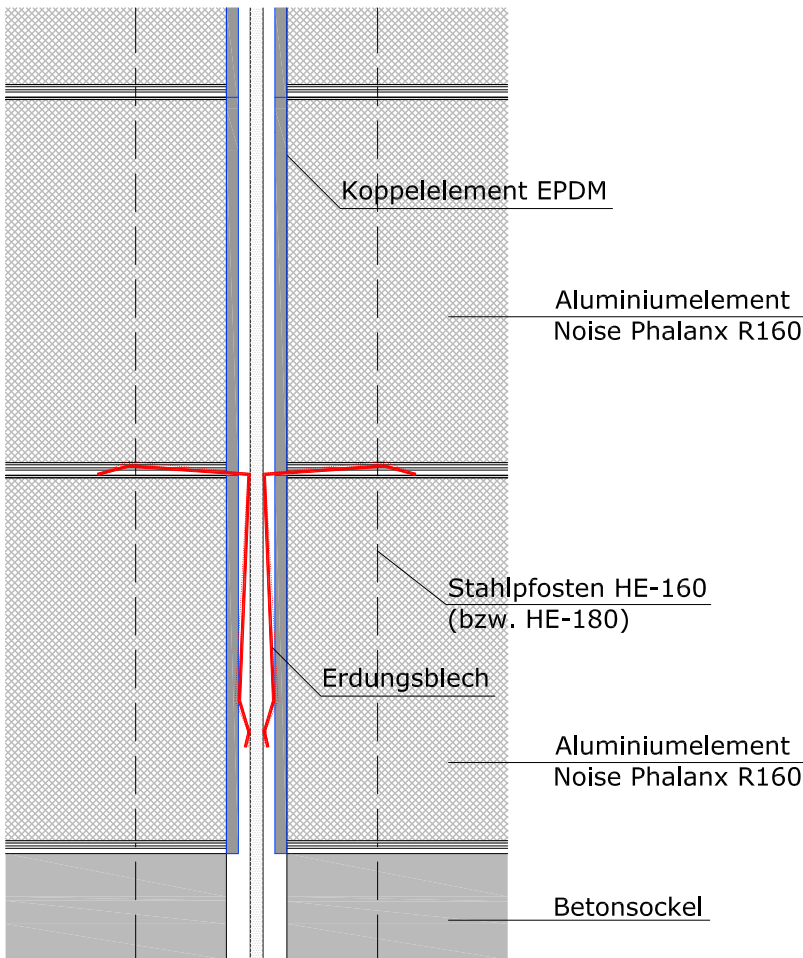 Koppelelement EPDM
Aluminiumelement
Noise Phalanx R160
Stahlpfosten HE-160
(bzw. HE-180)
Erdungsblech
Aluminiumelement
Noise Phalanx R160
Betonsockel